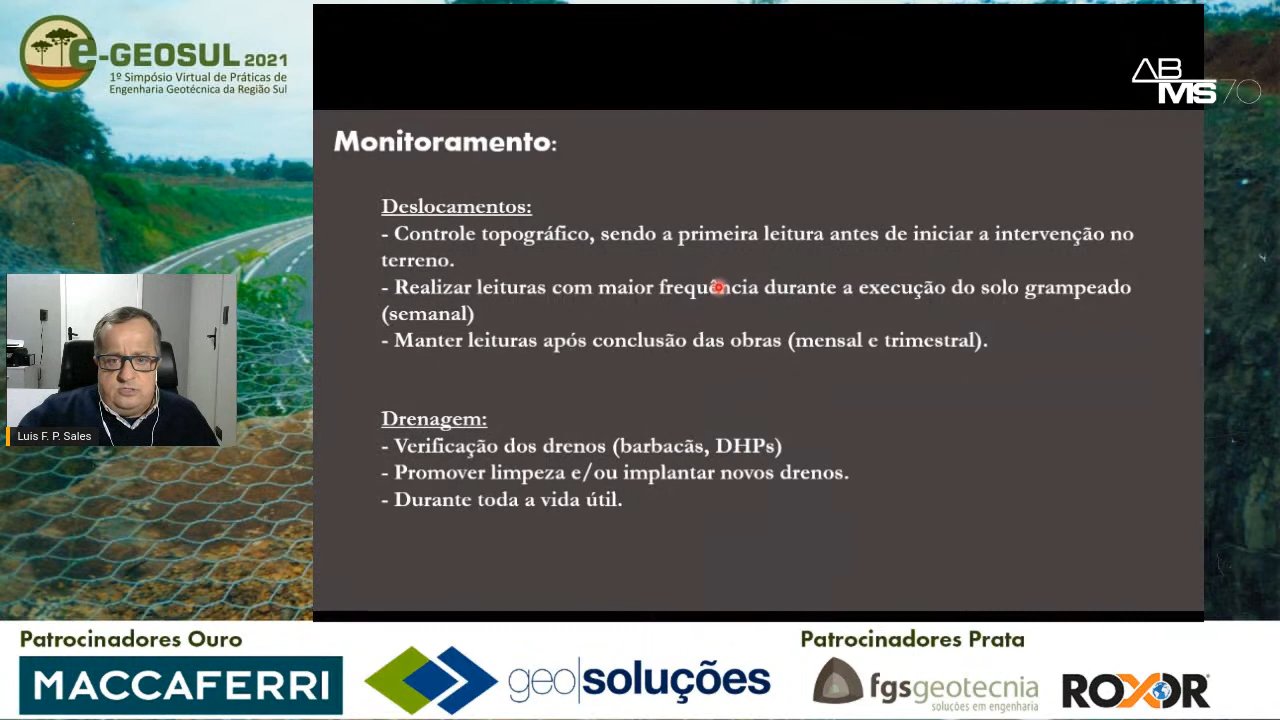 e-GEOSUL 2021
1º Simpósio Virtual de Práticas de
Engenharia Geotécnica da Região Sul
ABMS70
Monitoramento:
Deslocamentos:
- Controle topográfico, sendo a primeira leitura antes de iniciar a intervenção no
terreno.
- Realizar leituras com maior frequência durante a execução do solo grampeado
(semanal)
- Manter leituras após conclusão das obras (mensal e trimestral).
Drenagem:
- Verificação dos drenos (barbacãs, DHPs)
- Promover limpeza e/ou implantar novos drenos.
- Durante toda a vida útil.
Luis F. P. Sales
Patrocinadores Ouro
MACCAFERRI
geo|soluções
Patrocinadores Prata
fgsgeotecnia
soluções em engenharia
ROXOR